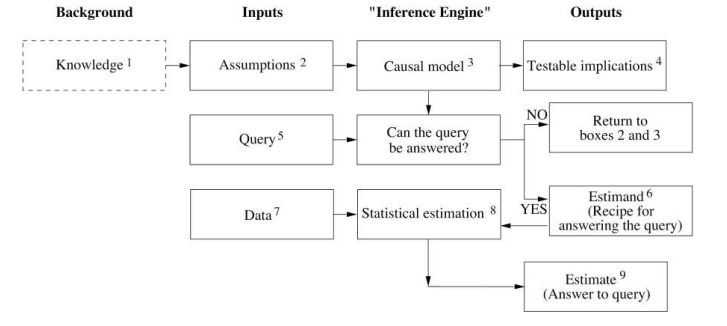 Background Inputs "Inference Engine" Outputs
Knowledge 1
Assumptions 2
Causal model 3
Testable implications 4
Query 5
Can the query
be answered?
NO
Return to
boxes 2 and 3
Data 7
Statistical estimation 8
YES
Estimand 6
(Recipe for
answering the query)
Estimate 9
(Answer to query)